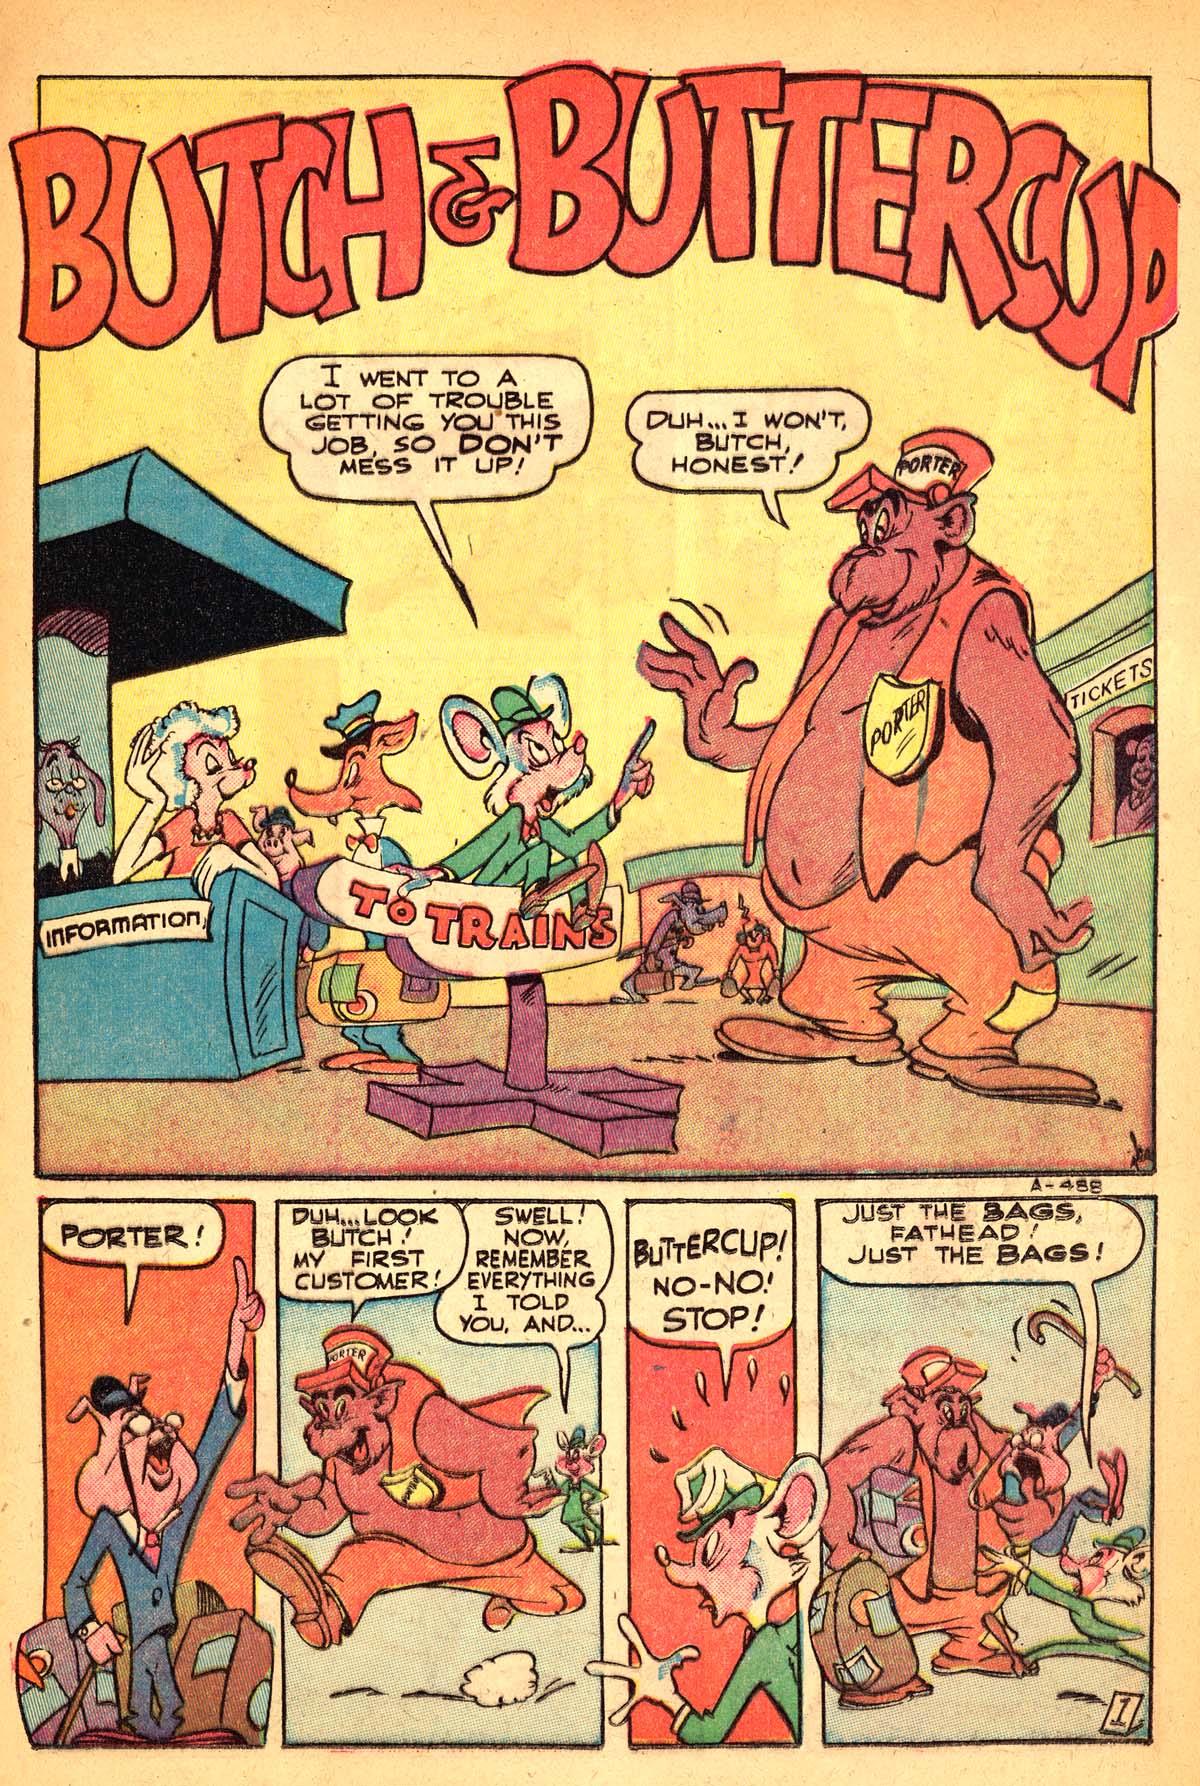 BUTCH & BUTTERCUP
I WENT TO A
LOT OF TROUBLE
GETTING YOU THIS
JOB, SO DON'T
MESS IT UP!
DUH... I WON'T,
BUTCH,
HONEST!
PORTER
PORTER
TICKETS
INFORMATION
TO TRAINS
A-488
PORTER!
DUH...LOOK
BUTCH!
MY FIRST
CUSTOMER!
SWELL!
NOW,
REMEMBER
EVERYTHING
I TOLD
YOU, AND...
PORTER
BUTTERCUP!
NO-NO!
STOP!
JUST THE BAGS,
FATHEAD!
JUST THE BAGS!
1